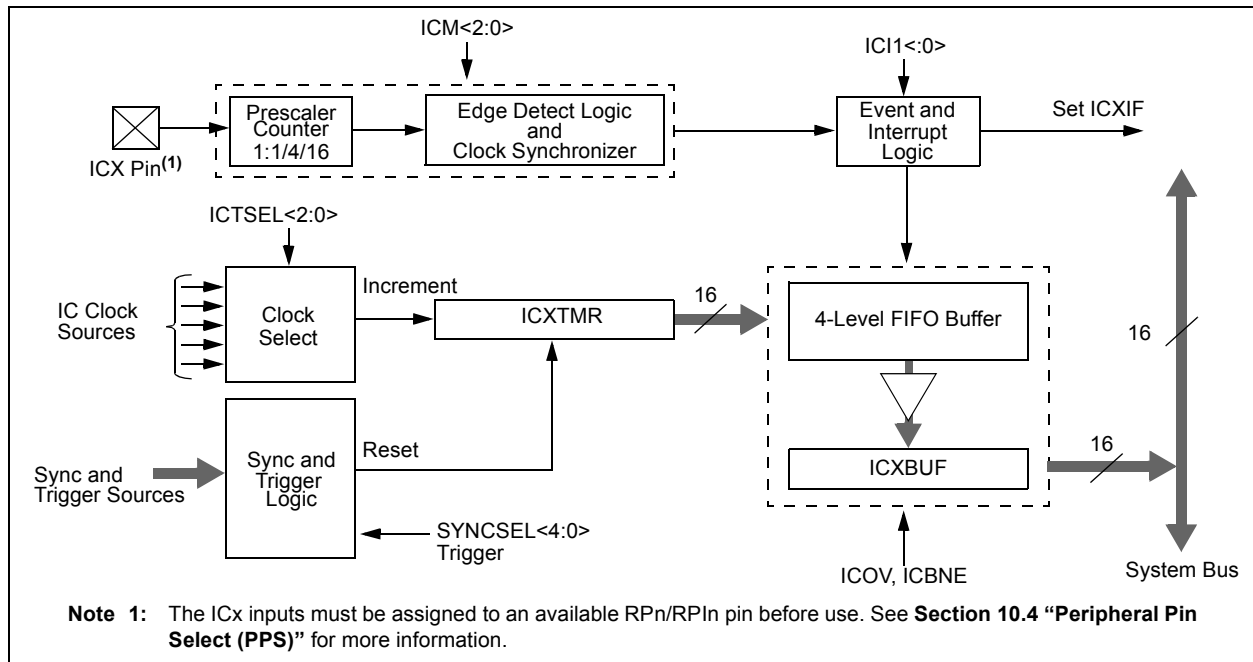 ICM<2:0>
ICI1<:0>
Prescaler
Counter
1:1/4/16
Edge Detect Logic
and
Clock Synchronizer
Event and
Interrupt
Logic
Set ICXIF
ICX Pin(1)
ICTSEL<2:0>
IC Clock
Sources
Clock
Select
Increment
ICXTMR
16
4-Level FIFO Buffer
16
Sync and
Trigger Sources
Sync and
Trigger
Logic
Reset
ICXBUF
16
SYNCSEL<4:0>
Trigger
ICOV, ICBNE
System Bus
Note 1: The ICx inputs must be assigned to an available RPn/RPIn pin before use. See Section 10.4 “Peripheral Pin
Select (PPS)” for more information.